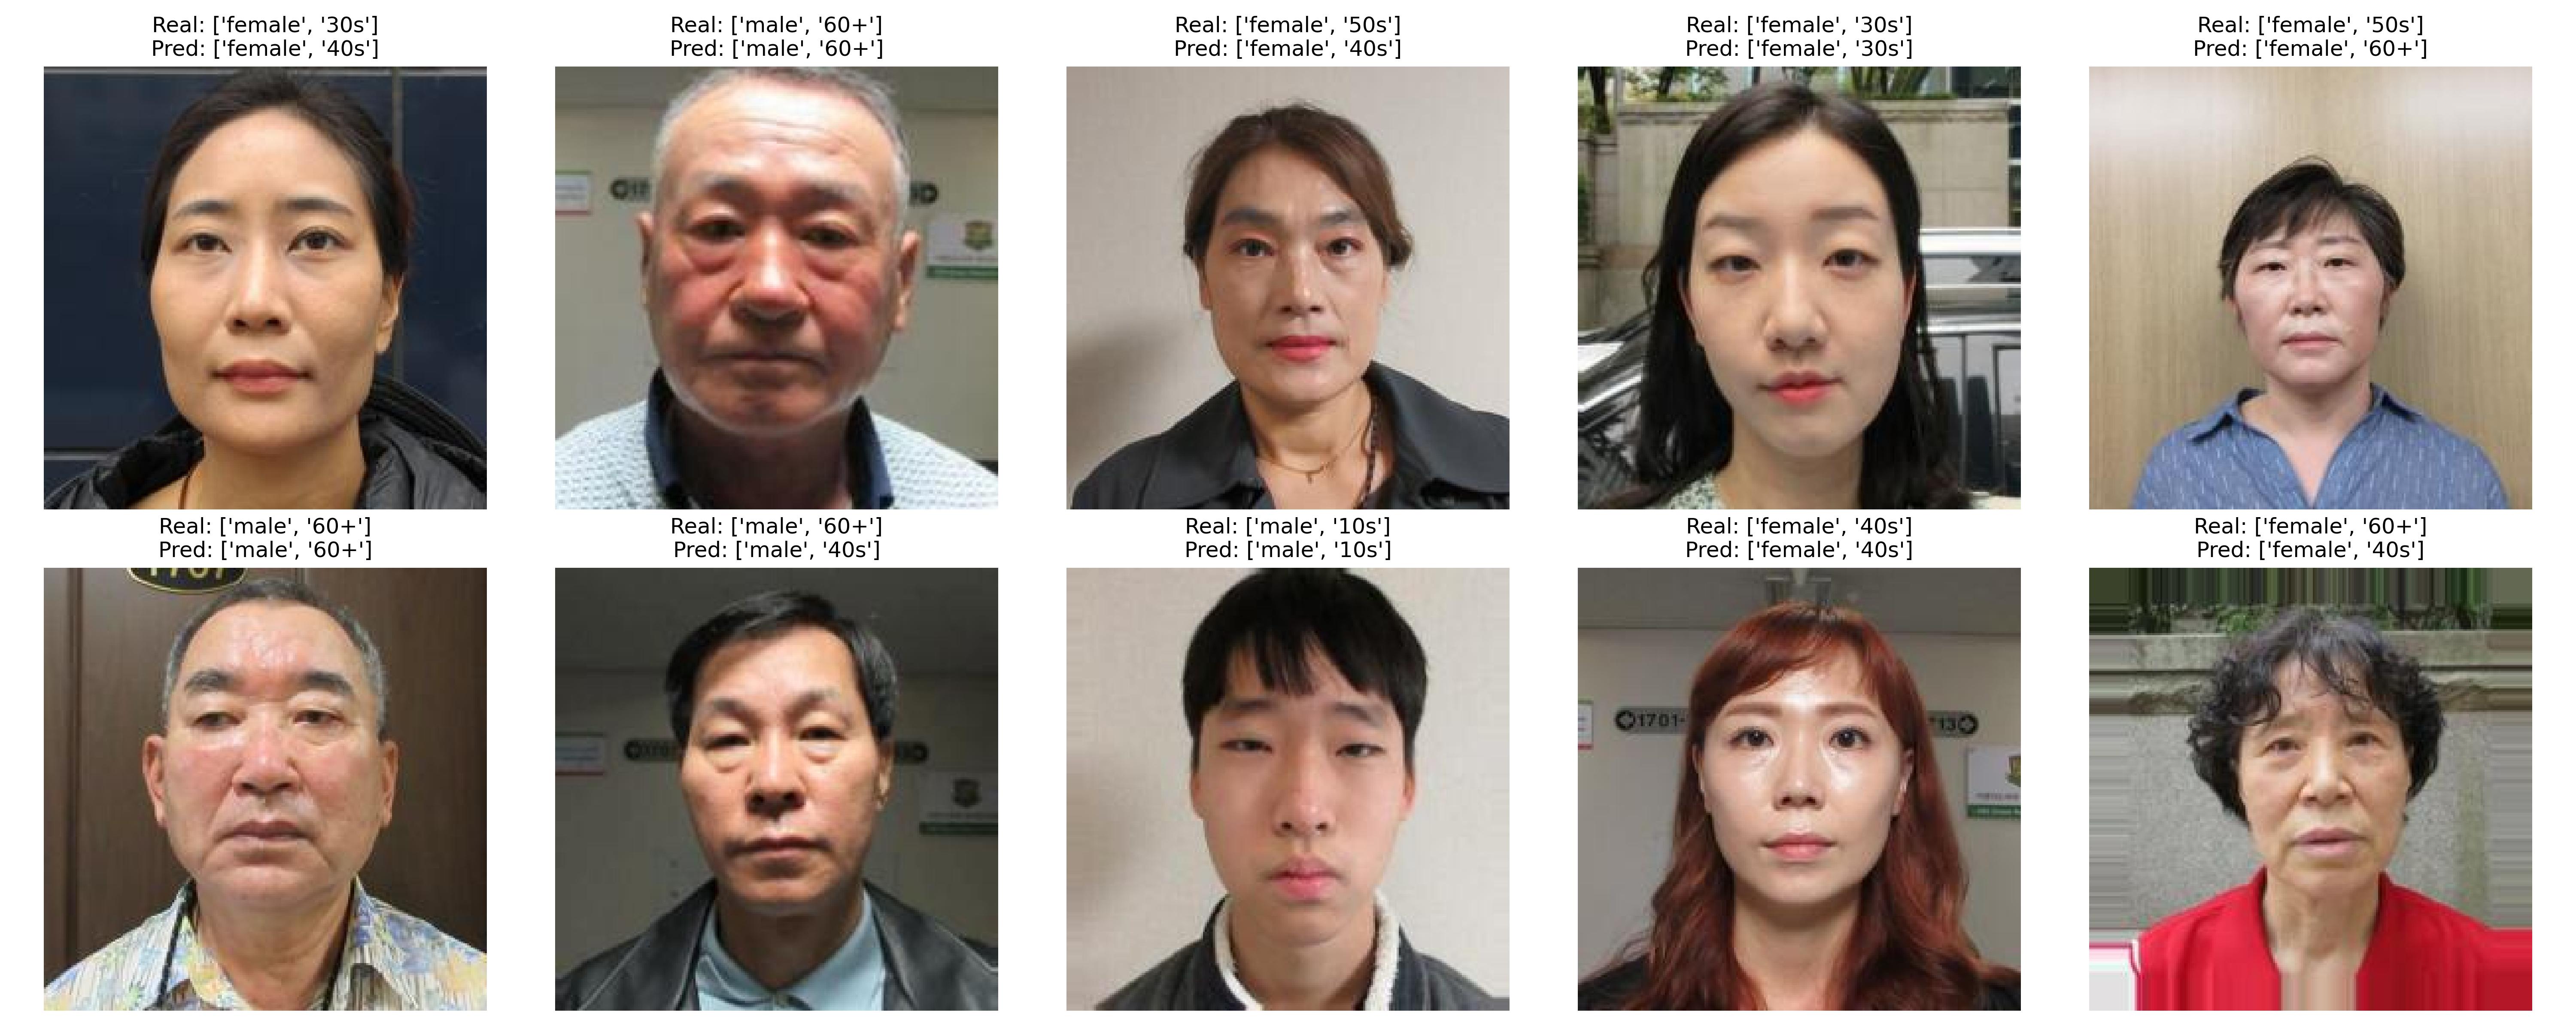 Real: ['female', '30s']
Pred: ['female', '40s']
Real: ['male', '60+']
Pred: ['male', '60+']
Real: ['female', '50s']
Pred: ['female', '40s']
Real: ['female', '30s']
Pred: ['female', '30s']
Real: ['female', '50s']
Pred: ['female', '60+']
Real: ['male', '60+']
Pred: ['male', '60+']
Real: ['male', '60+']
Pred: ['male', '40s']
Real: ['male', '10s']
Pred: ['male', '10s']
Real: ['female', '40s']
Pred: ['female', '40s']
Real: ['female', '60+']
Pred: ['female', '40s']
1701-
13